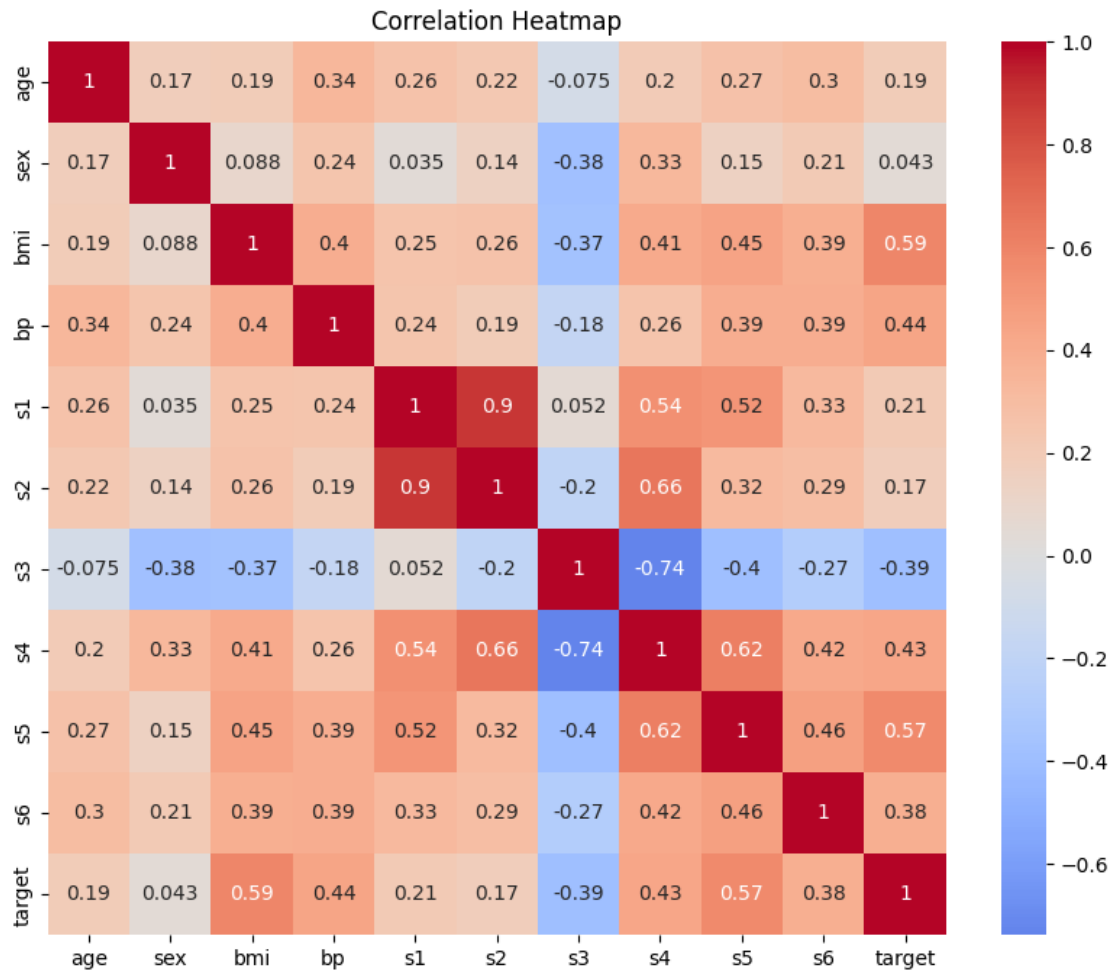 Correlation Heatmap
age 1 0.17 0.19 0.34 0.26 0.22 -0.075 0.2 0.27 0.3 0.19
sex 0.17 1 0.088 0.24 0.035 0.14 -0.38 0.33 0.15 0.21 0.043
bmi 0.19 0.088 1 0.4 0.25 0.26 -0.37 0.41 0.45 0.39 0.59
bp 0.34 0.24 0.4 1 0.24 0.19 -0.18 0.26 0.39 0.39 0.44
s1 0.26 0.035 0.25 0.24 1 0.9 0.052 0.54 0.52 0.33 0.21
s2 0.22 0.14 0.26 0.19 0.9 1 -0.2 0.66 0.32 0.29 0.17
s3 -0.075 -0.38 -0.37 -0.18 0.052 -0.2 1 -0.74 -0.4 -0.27 -0.39
s4 0.2 0.33 0.41 0.26 0.54 0.66 -0.74 1 0.62 0.42 0.43
s5 0.27 0.15 0.45 0.39 0.52 0.32 -0.4 0.62 1 0.46 0.57
s6 0.3 0.21 0.39 0.39 0.33 0.29 -0.27 0.42 0.46 1 0.38
target 0.19 0.043 0.59 0.44 0.21 0.17 -0.39 0.43 0.57 0.38 1
age sex bmi bp s1 s2 s3 s4 s5 s6 target
1.0
0.8
0.6
0.4
0.2
0.0
−0.2
−0.4
−0.6